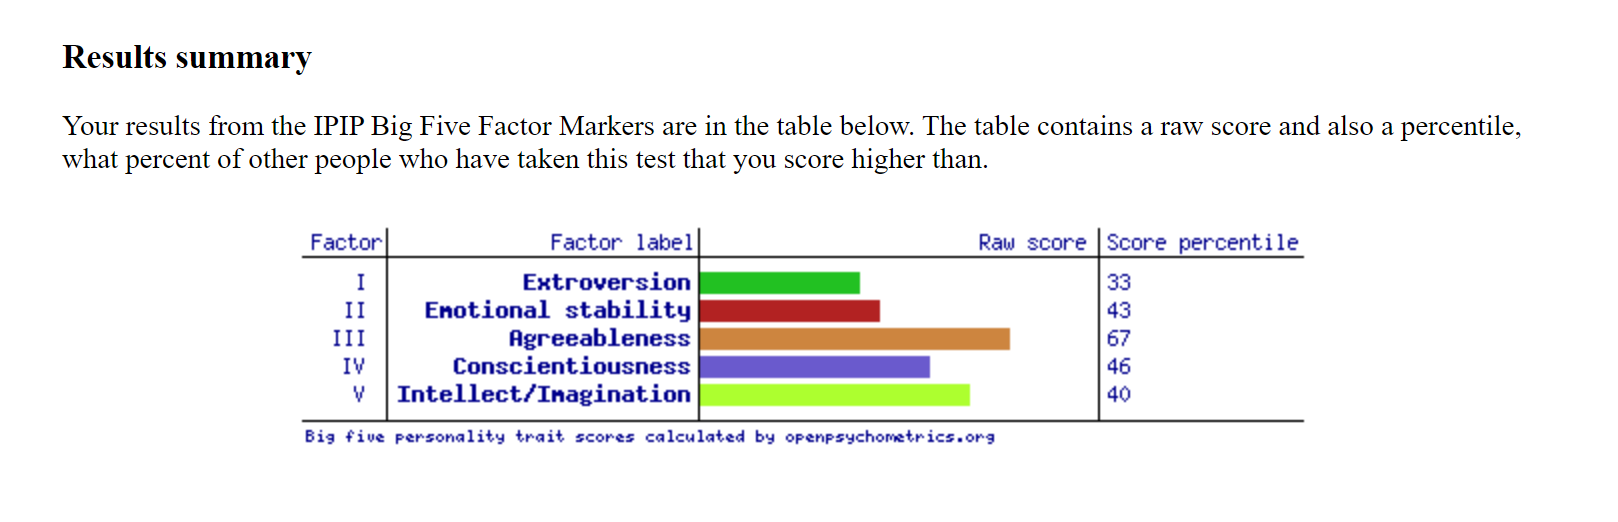 Results summary
Your results from the IPIP Big Five Factor Markers are in the table below. The table contains a raw score and also a percentile,
what percent of other people who have taken this test that you score higher than.
Factor Factor label Raw score Score percentile
I Extroversion 33
II Emotional stability 43
III Agreeableness 67
IV Conscientiousness 46
V Intellect/Imagination 40
Big five personality trait scores calculated by openpsychometrics.org